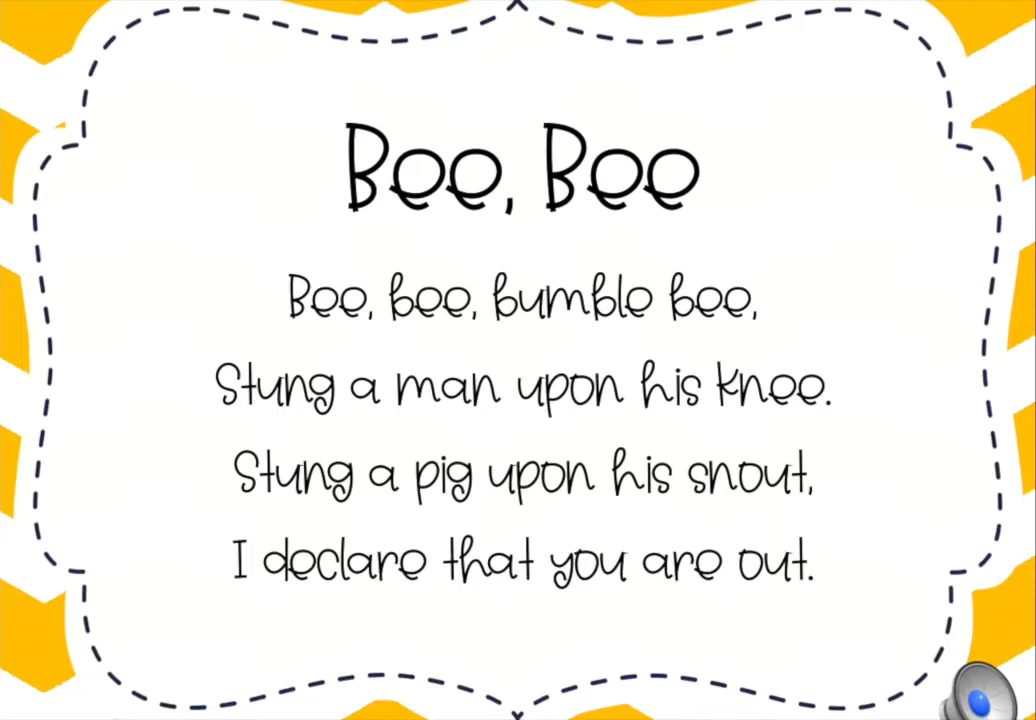 Bee, Bee
Bee, bee, bumble bee,
Stung a man upon his knee.
Stung a pig upon his snout,
I declare that you are out.